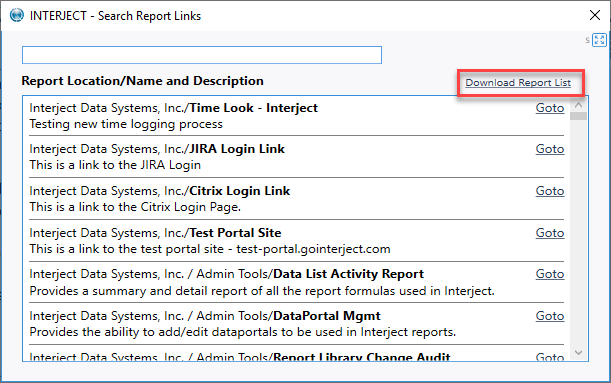 INTERJECT - Search Report Links
s
Report Location/Name and Description
Download Report List
Interject Data Systems, Inc./Time Look - Interject Goto
Testing new time logging process
Interject Data Systems, Inc./JIRA Login Link Goto
This is a link to the JIRA Login
Interject Data Systems, Inc./Citrix Login Link Goto
This is a link to the Citrix Login Page.
Interject Data Systems, Inc./Test Portal Site Goto
This is a link to the test portal site - test-portal.gointerject.com
Interject Data Systems, Inc. / Admin Tools/Data List Activity Report Goto
Provides a summary and detail report of all the report formulas used in Interject.
Interject Data Systems, Inc. / Admin Tools/DataPortal Mgmt Goto
Provides the ability to add/edit dataportals to be used in Interject reports.
Interject Data Systems, Inc. / Admin Tools/Report Library Change Audit Goto